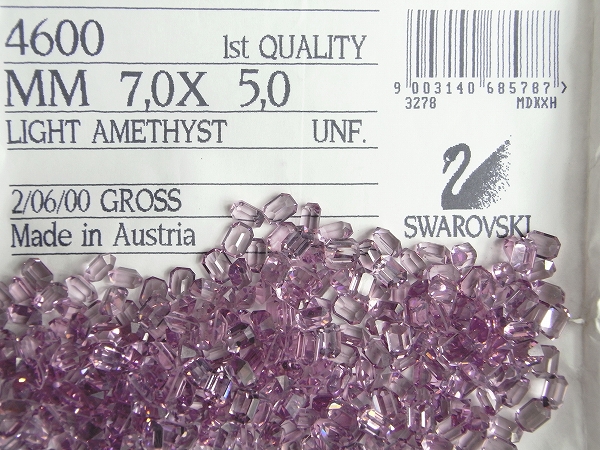 4600 1st QUALITY
MM 7,0X 5,0
LIGHT AMETHYST UNF.
2/06/00 GROSS
Made in Austria
9 003140 685787 >
3278 MDKXH
SWAROVSKI